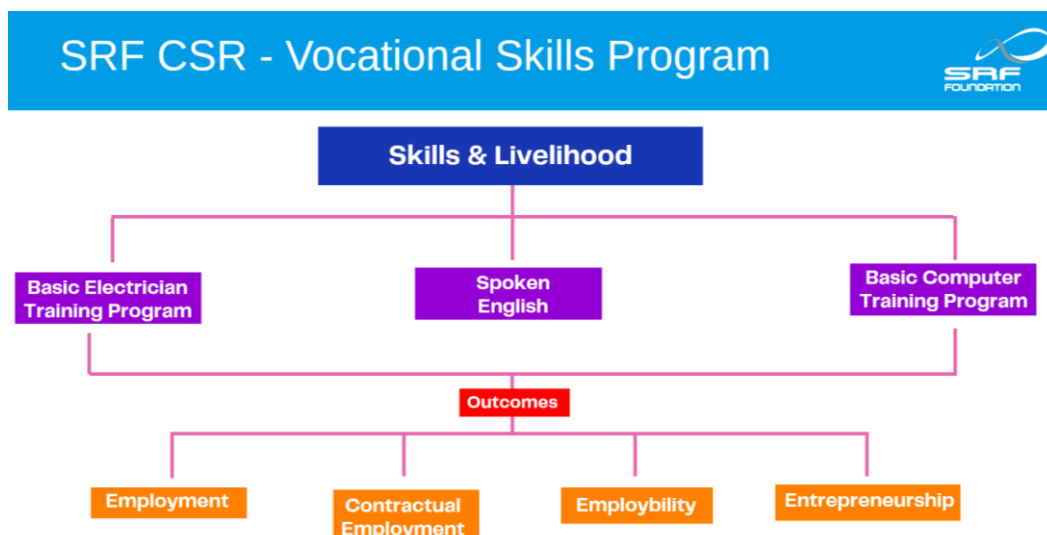 SRF CSR - Vocational Skills Program
SRF
FOUNDATION
Skills & Livelihood
Basic Electrician
Training Program
Spoken
English
Basic Computer
Training Program
Outcomes
Employment
Contractual
Employment
Employbility
Entrepreneurship